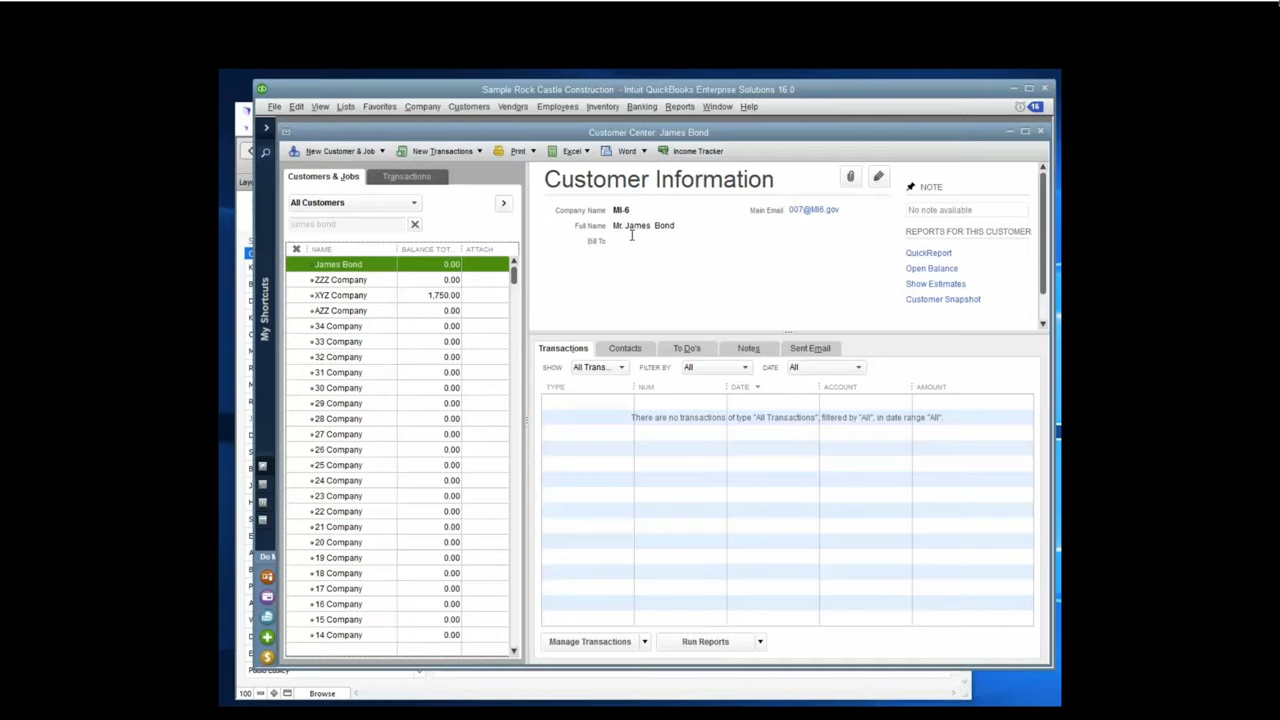 Sample Rock Castle Construction - Intuit QuickBooks Enterprise Solutions 16.0
File Edit View Lists Favorites Company Customers Vendors Employees Inventory Banking Reports Window Help
16
Customer Center: James Bond
New Customer & Job New Transactions Print Excel Word Income Tracker
Customers & Jobs Transactions
All Customers
james bond
NAME BALANCE TOT... ATTACH
James Bond 0.00
ZZZ Company 0.00
XYZ Company 1,750.00
AZZ Company 0.00
34 Company 0.00
33 Company 0.00
32 Company 0.00
31 Company 0.00
30 Company 0.00
29 Company 0.00
28 Company 0.00
27 Company 0.00
26 Company 0.00
25 Company 0.00
24 Company 0.00
23 Company 0.00
22 Company 0.00
21 Company 0.00
20 Company 0.00
19 Company 0.00
18 Company 0.00
17 Company 0.00
16 Company 0.00
15 Company 0.00
14 Company 0.00
My Shortcuts
Do M
Customer Information
Company Name MI-6
Full Name Mr. James Bond
Bill To
Main Email 007@MI6.gov
NOTE
No note available
REPORTS FOR THIS CUSTOMER
QuickReport
Open Balance
Show Estimates
Customer Snapshot
Transactions Contacts To Do's Notes Sent Email
SHOW All Trans... FILTER BY All DATE All
TYPE NUM DATE ACCOUNT AMOUNT
There are no transactions of type "All Transactions", filtered by "All", in date range "All".
Manage Transactions Run Reports
100 Browse